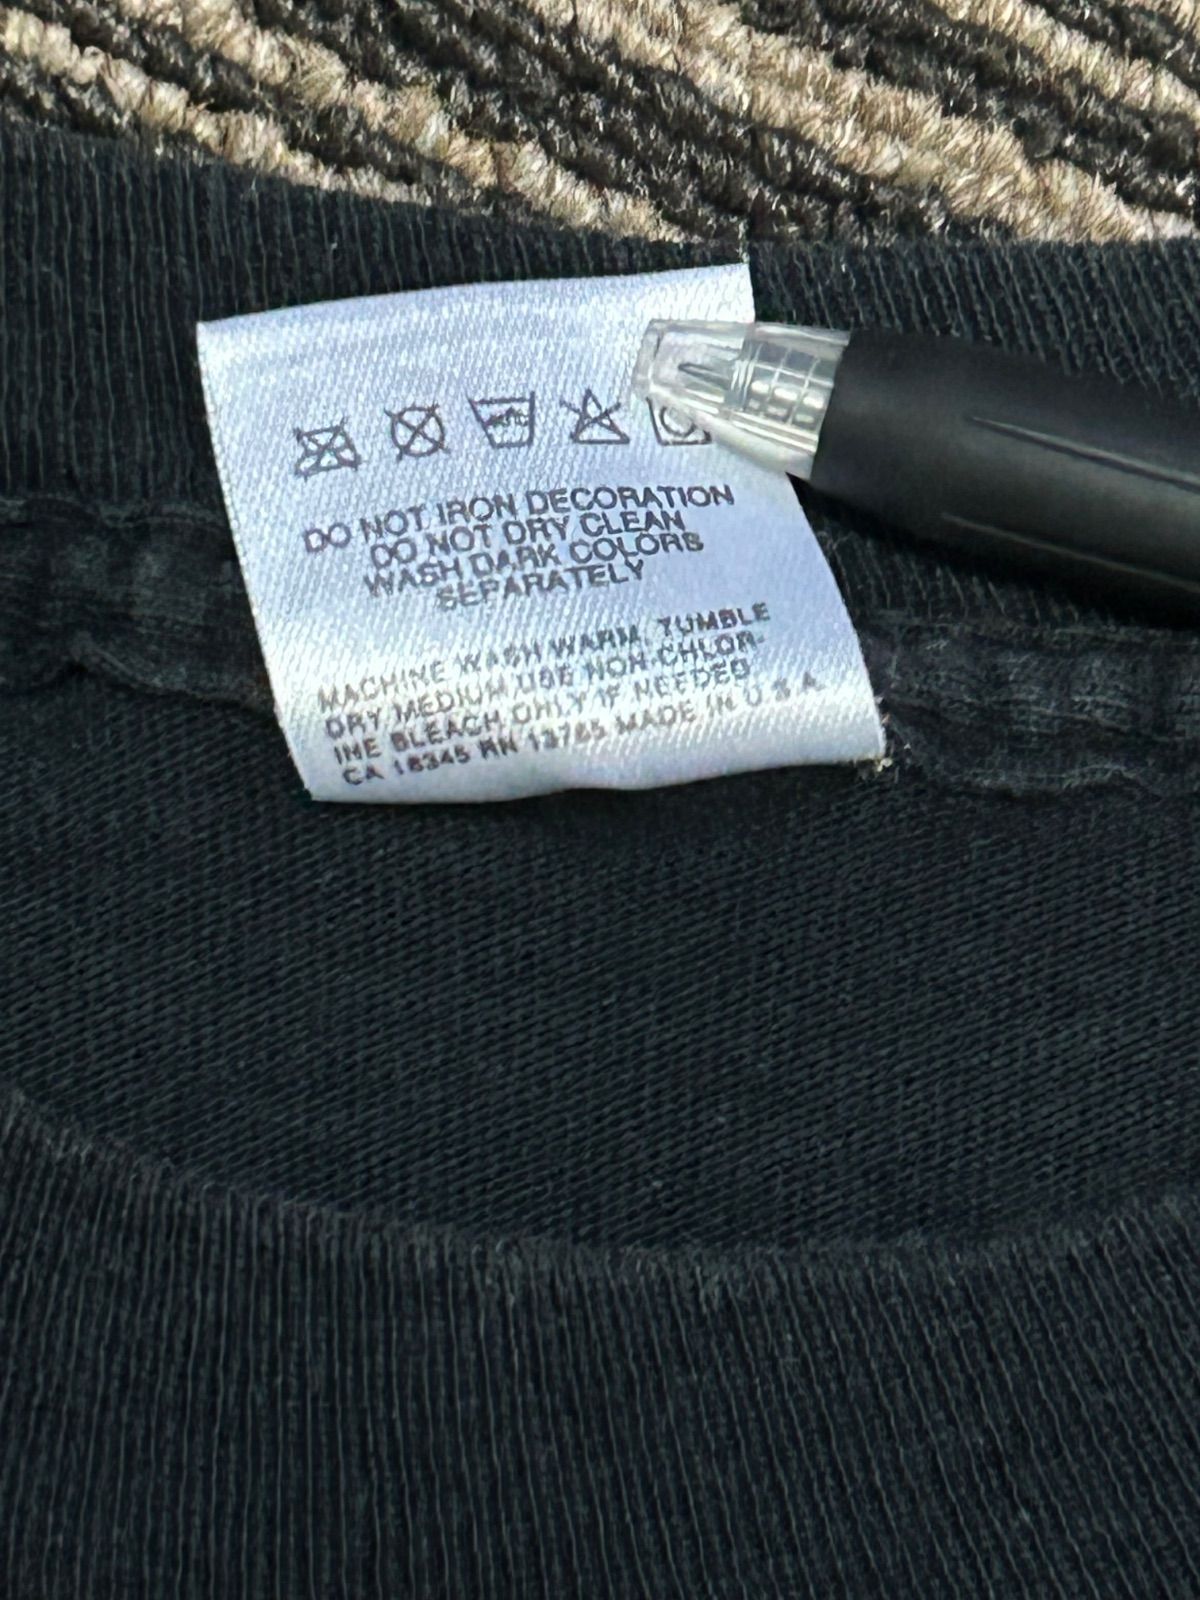 DO NOT IRON DECORATION
DO NOT DRY CLEAN
WASH DARK COLORS
SEPARATELY
MACHINE WASH WARM, TUMBLE
DRY MEDIUM USE NON-CHLOR-
INE BLEACH ONLY IF NEEDED.
CA 16345 RN 13765 MADE IN U.S.A.